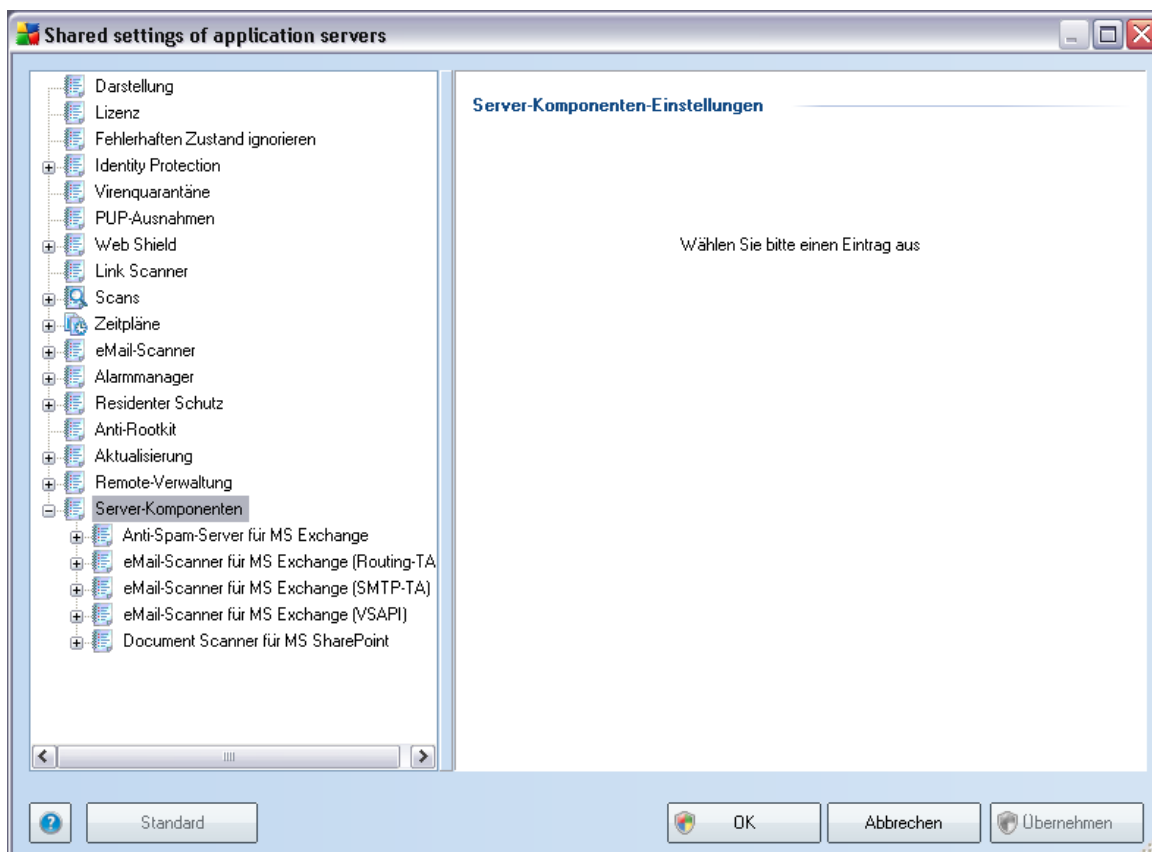 Shared settings of application servers
Darstellung
Lizenz
Fehlerhaften Zustand ignorieren
Identity Protection
Virenquarantäne
PUP-Ausnahmen
Web Shield
Link Scanner
Scans
Zeitpläne
eMail-Scanner
Alarmmanager
Residenter Schutz
Anti-Rootkit
Aktualisierung
Remote-Verwaltung
Server-Komponenten
Anti-Spam-Server für MS Exchange
eMail-Scanner für MS Exchange (Routing-TA
eMail-Scanner für MS Exchange (SMTP-TA)
eMail-Scanner für MS Exchange (VSAPI)
Document Scanner für MS SharePoint
Server-Komponenten-Einstellungen
Wählen Sie bitte einen Eintrag aus
Standard
OK
Abbrechen
Übernehmen